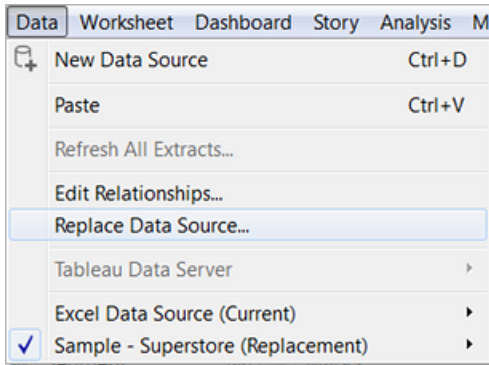 Data Worksheet Dashboard Story Analysis M
New Data Source Ctrl+D
Paste Ctrl+V
Refresh All Extracts...
Edit Relationships...
Replace Data Source...
Tableau Data Server
Excel Data Source (Current)
Sample - Superstore (Replacement)